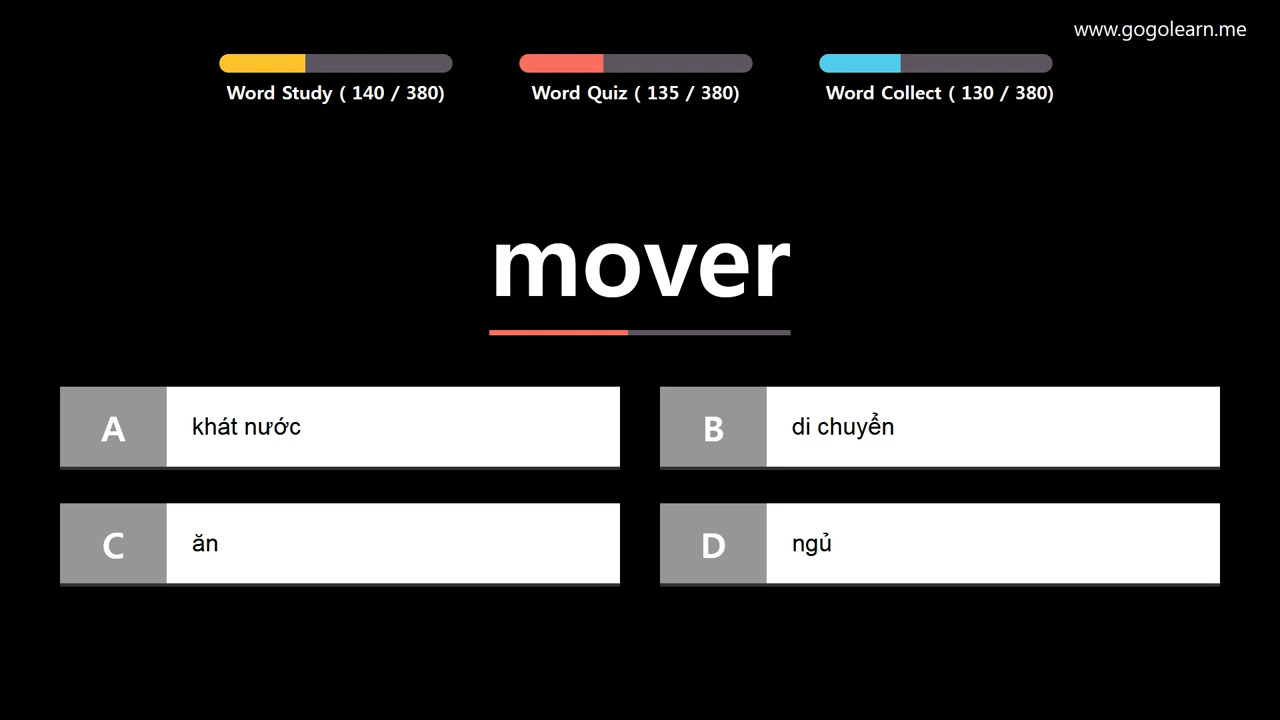 www.gogolearn.me
Word Study ( 140 / 380)
Word Quiz ( 135 / 380)
Word Collect ( 130 / 380)
mover
A
khát nước
B
di chuyển
C
ăn
D
ngủ